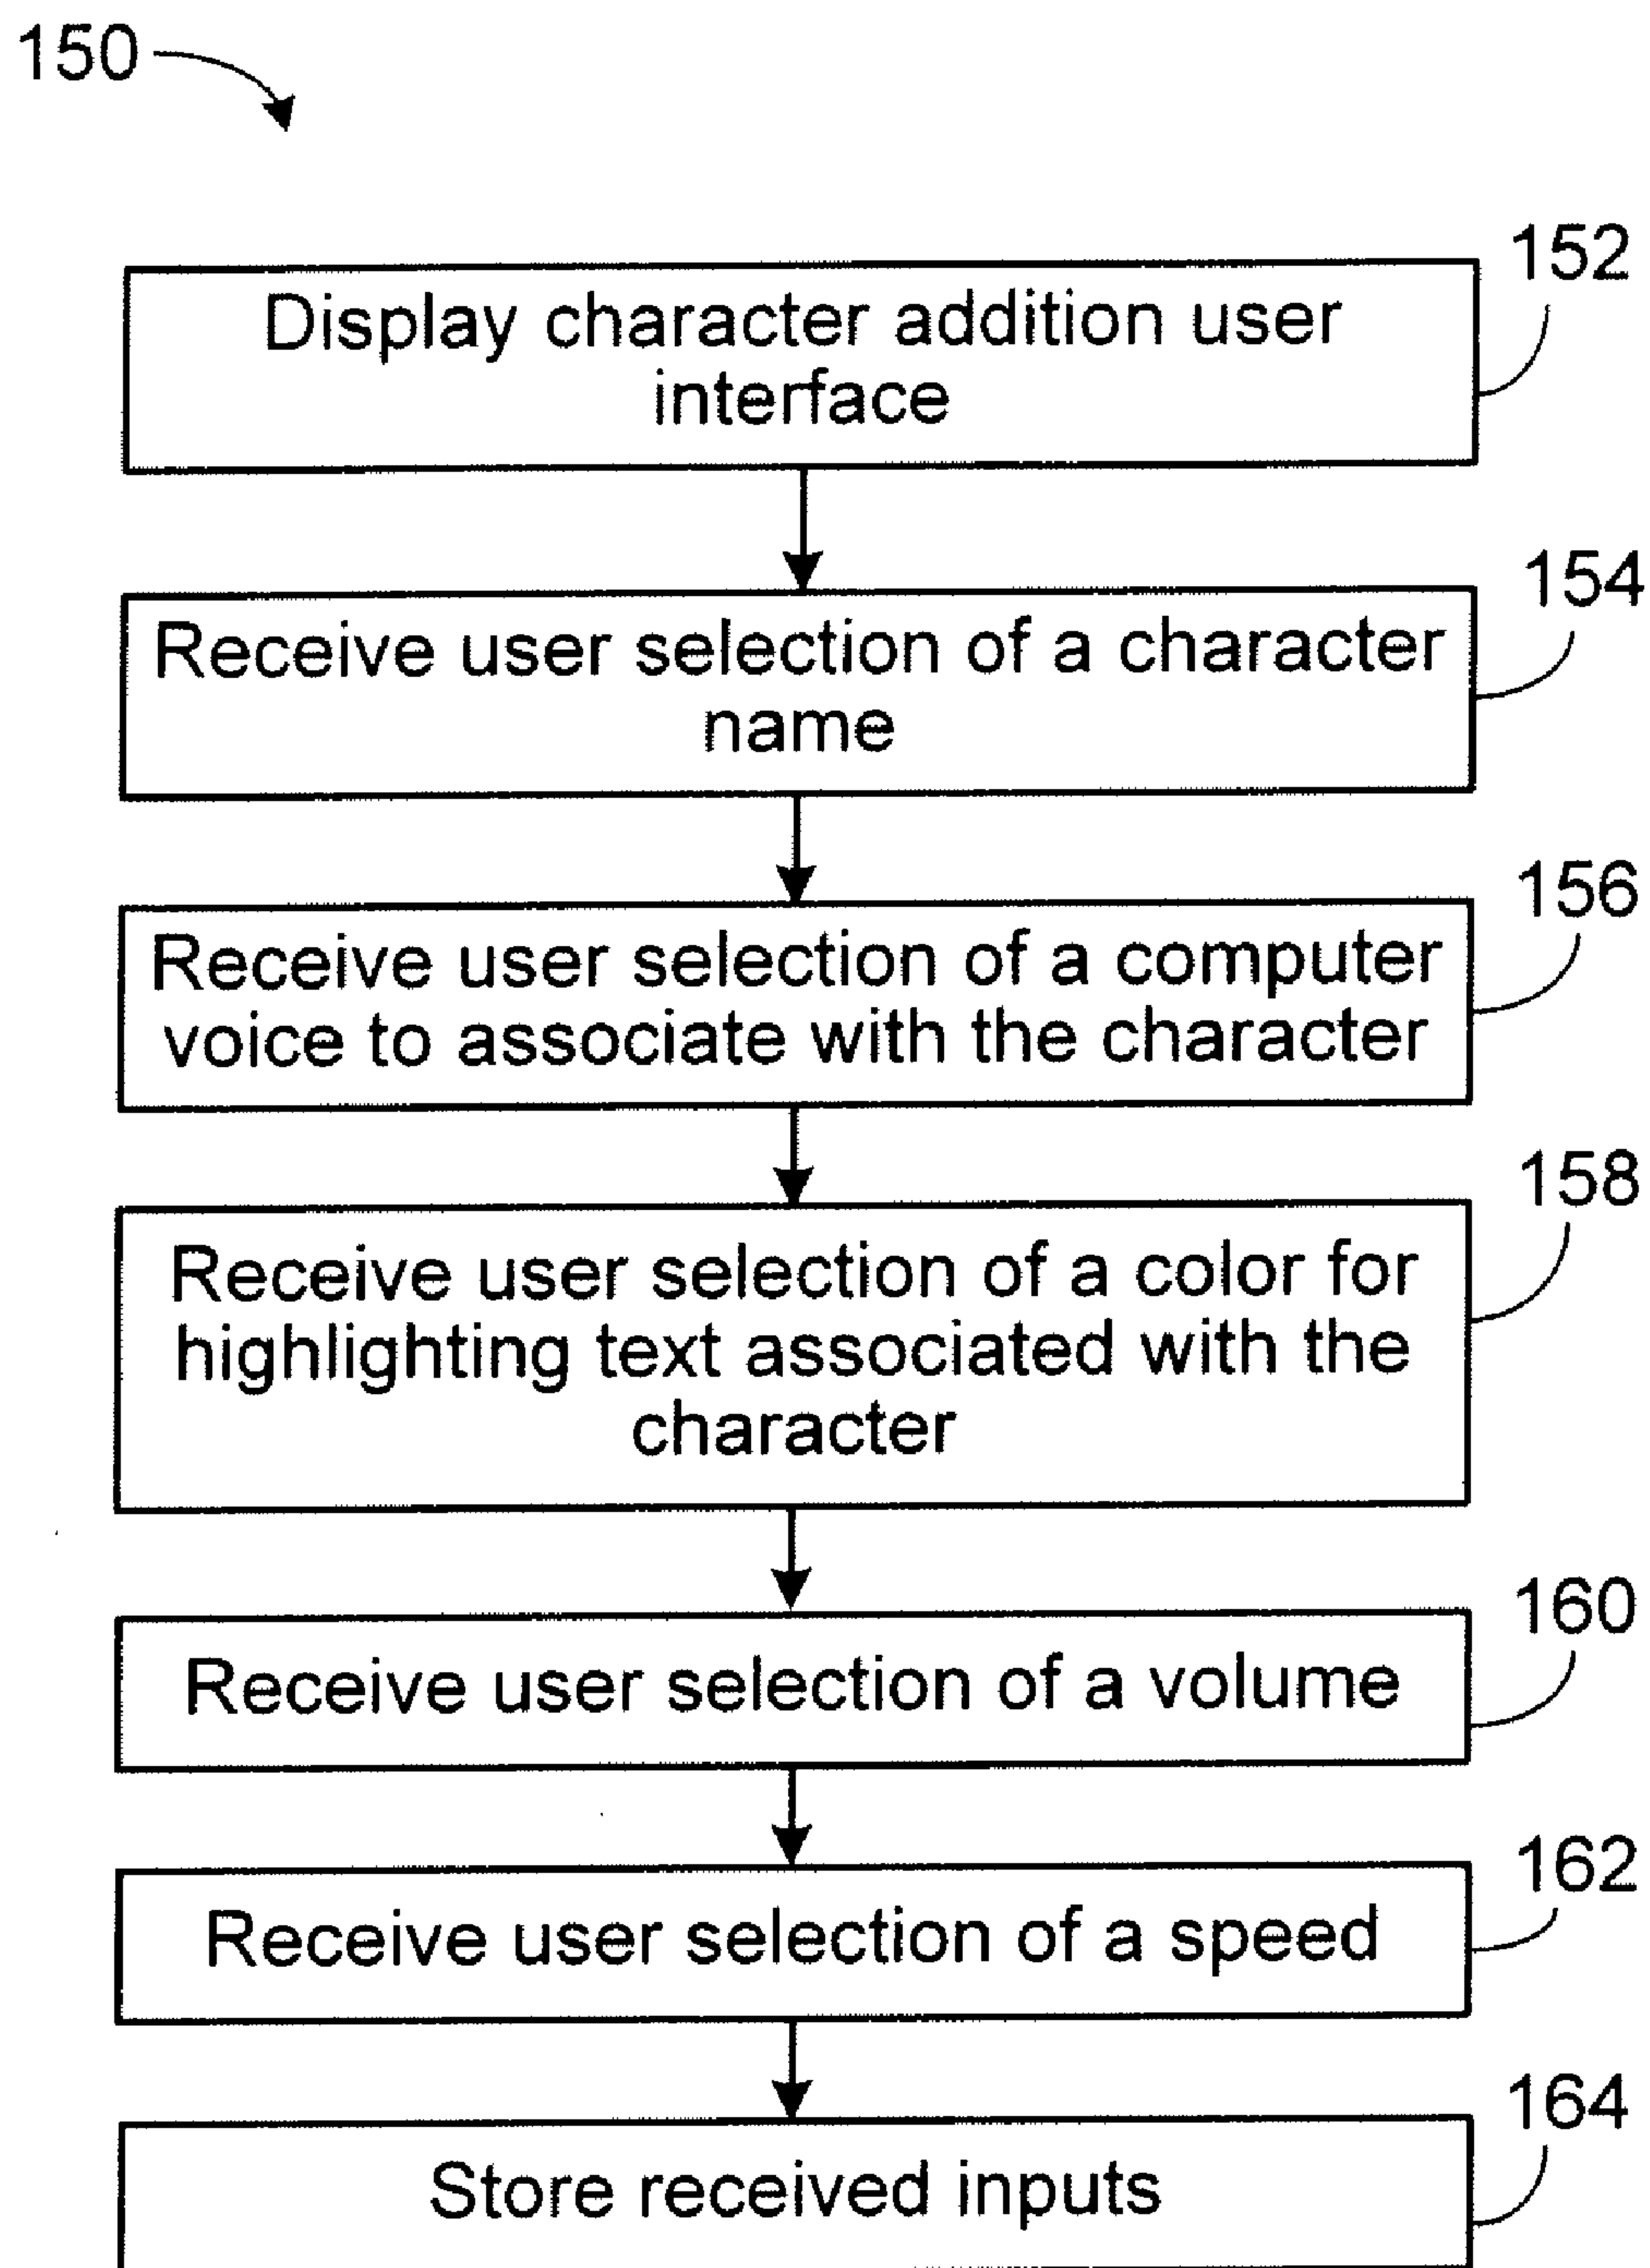 150
152
Display character addition user
interface
154
Receive user selection of a character
name
156
Receive user selection of a computer
voice to associate with the character
158
Receive user selection of a color for
highlighting text associated with the
character
160
Receive user selection of a volume
162
Receive user selection of a speed
164
Store received inputs